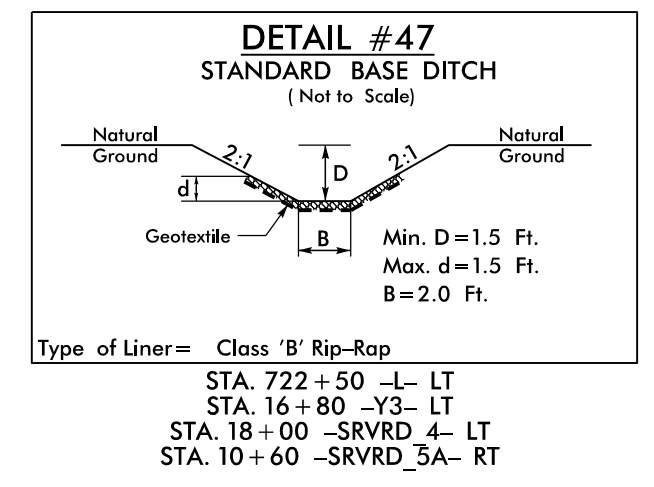 DETAIL #47
STANDARD BASE DITCH
(Not to Scale)
Natural
Ground
2:1
D
2:1
Natural
Ground
d
Geotextile
B
Min. D=1.5 Ft.
Max. d=1.5 Ft.
B=2.0 Ft.
Type of Liner= Class 'B' Rip-Rap
STA. 722+50 -L- LT
STA. 16+80 -Y3- LT
STA. 18+00 -SRVRD_4- LT
STA. 10+60 -SRVRD_5A- RT